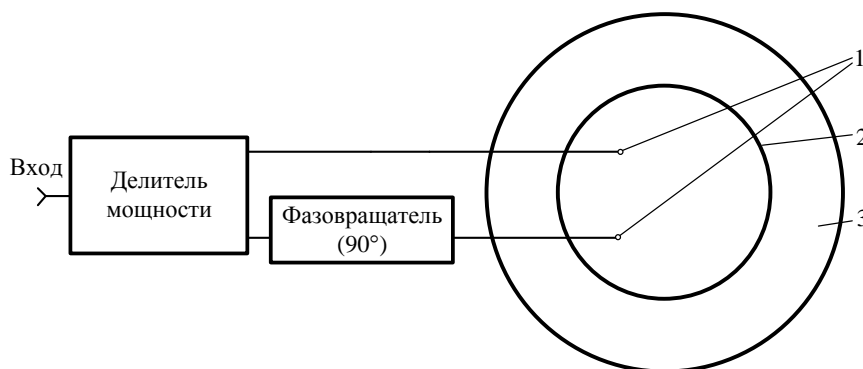 Вход
Делитель
мощности
Фазовращатель
(90°)
1
2
3